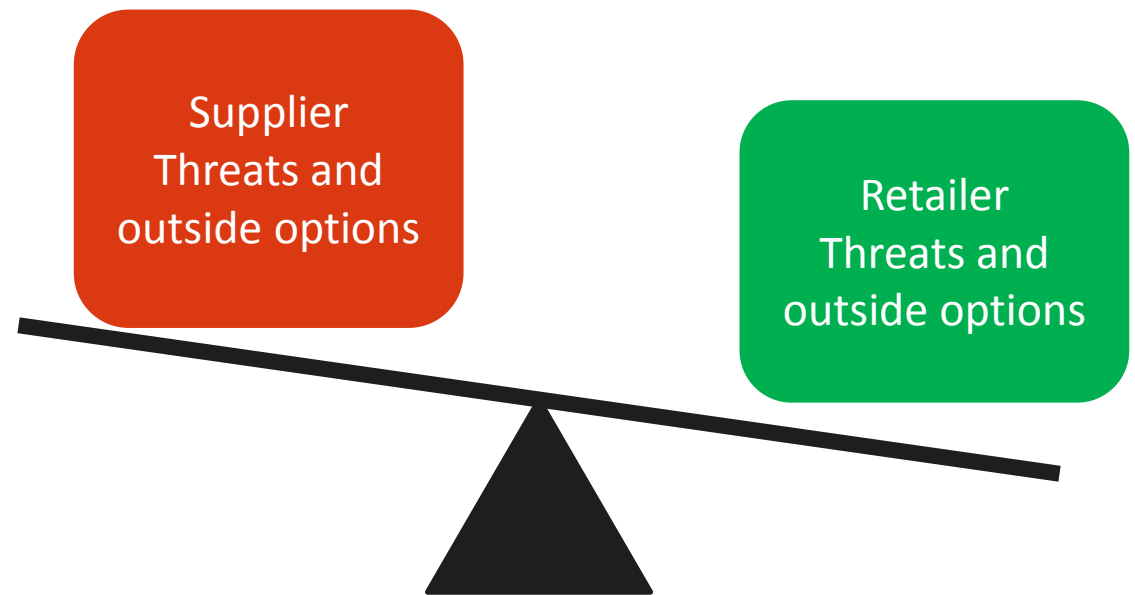 Supplier
Threats and
outside options
Retailer
Threats and
outside options